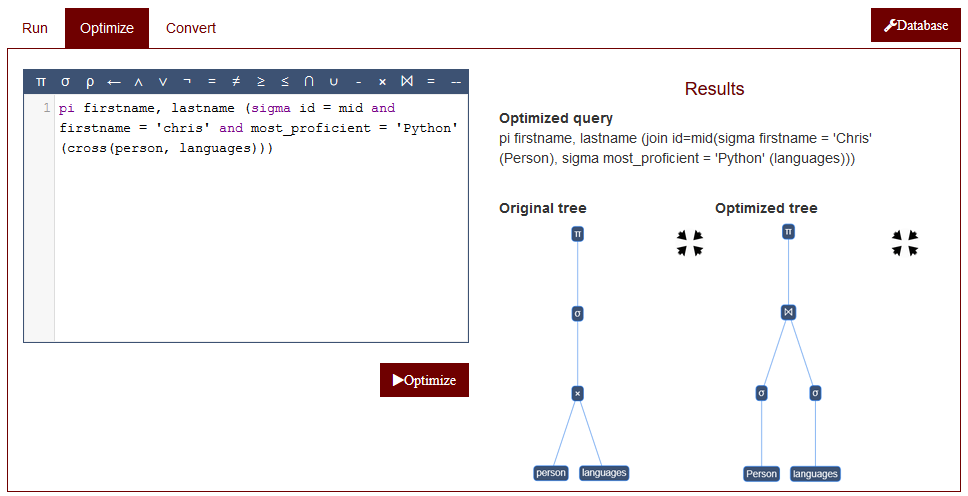 Run Optimize Convert Database
π σ ρ ← ∧ ∨ ¬ = ≠ ≥ ≤ ∩ ∪ - × ⋈ = --
1 pi firstname, lastname (sigma id = mid and
firstname = 'chris' and most_proficient = 'Python'
(cross(person, languages)))
Optimize
Results
Optimized query
pi firstname, lastname (join id=mid(sigma firstname = 'Chris'
(Person), sigma most_proficient = 'Python' (languages)))
Original tree
π
σ
×
person languages
Optimized tree
π
⋈
σ σ
Person languages